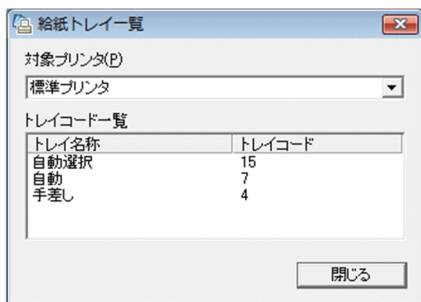 給紙トレイ一覧
対象プリンタ(P)
標準プリンタ
トレイコード一覧
トレイ名称 トレイコード
自動選択 15
自動 7
手差し 4
閉じる